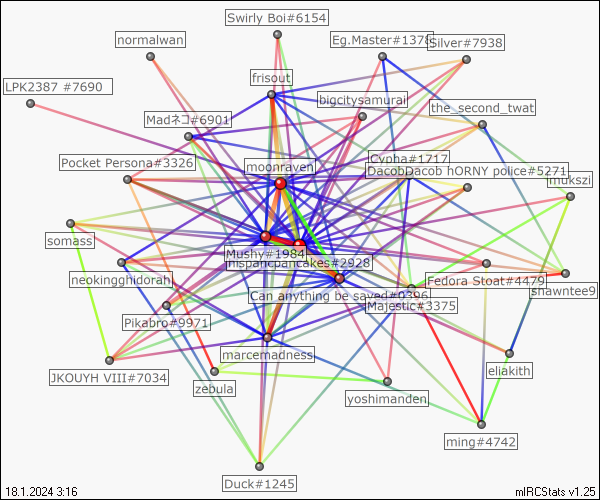 Swirly Boi#6154
normalwan
Eg.Master#1378
Silver#7938
frisout
LPK2387 #7690
bigcitysamurai
the_second_twat
Madネコ#6901
Pocket Persona#3326
moonraven
Cypha#1717
DacobDacob hORNY police#5271
mukszi
somass
Mushy#1984
hispanicpancakes#2928
neokingghidorah
Fedora Stoat#4479
shawntee9
Can anything be saved#0396
Majestic#3375
Pikabro#9971
marcemadness
JKOUYH VIII#7034
eliakith
zebula
yoshimanden
ming#4742
Duck#1245
18.1.2024 3:16
mIRCStats v1.25